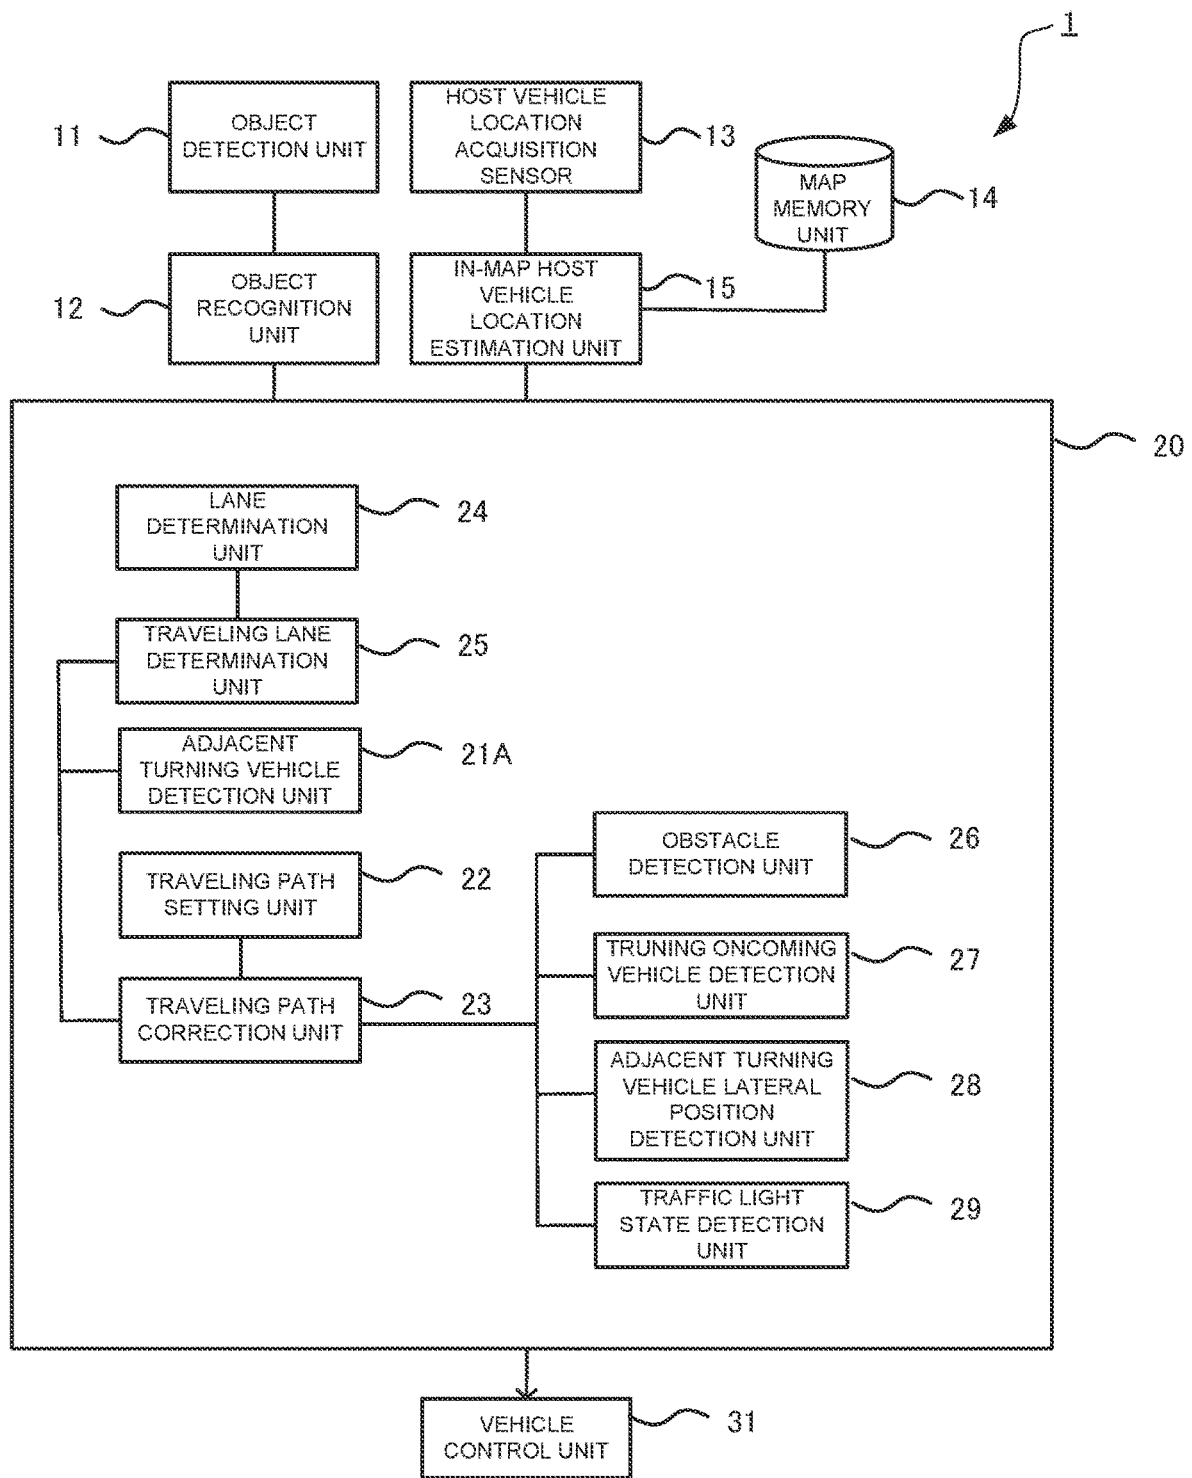 1
11
OBJECT
DETECTION UNIT
HOST VEHICLE
LOCATION
ACQUISITION
SENSOR
13
MAP
MEMORY
UNIT
14
12
OBJECT
RECOGNITION
UNIT
IN-MAP HOST
VEHICLE
LOCATION
ESTIMATION UNIT
15
20
LANE
DETERMINATION
UNIT
24
TRAVELING LANE
DETERMINATION
UNIT
25
ADJACENT
TURNING VEHICLE
DETECTION UNIT
21A
TRAVELING PATH
SETTING UNIT
22
TRAVELING PATH
CORRECTION UNIT
23
OBSTACLE
DETECTION UNIT
26
TRUNING ONCOMING
VEHICLE DETECTION
UNIT
27
ADJACENT TURNING
VEHICLE LATERAL
POSITION
DETECTION UNIT
28
TRAFFIC LIGHT
STATE DETECTION
UNIT
29
VEHICLE
CONTROL UNIT
31